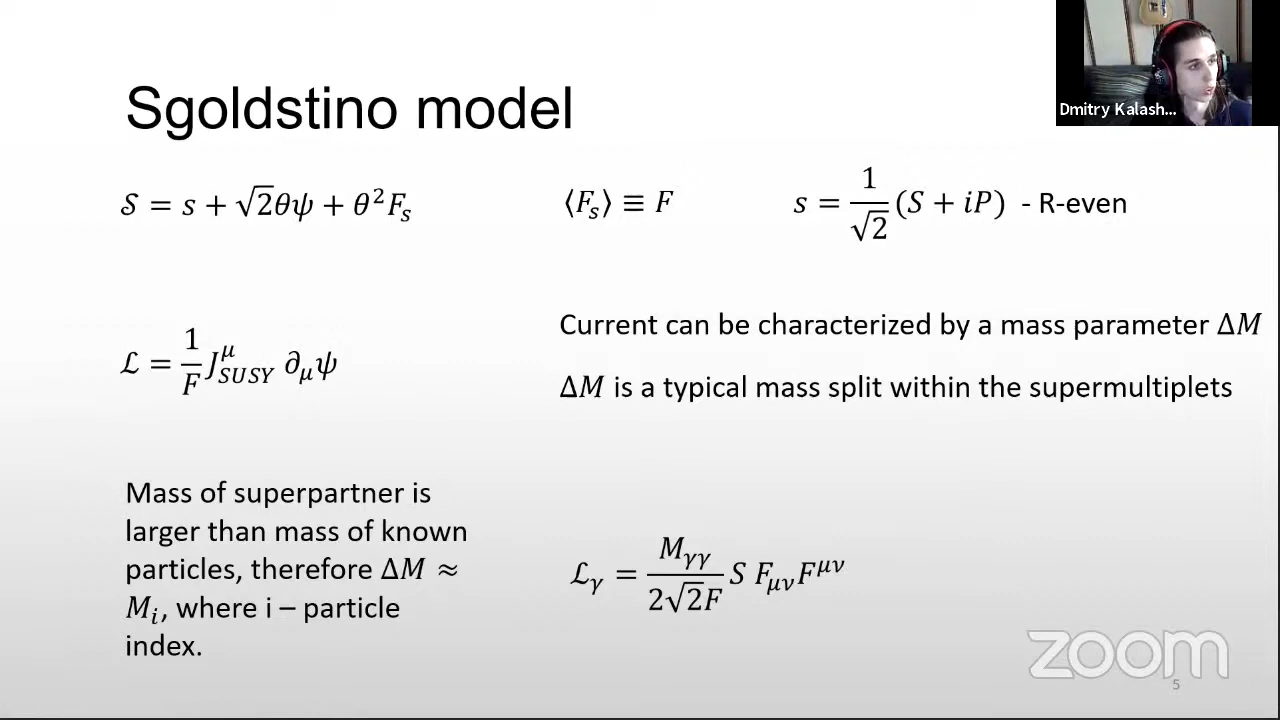 Dmitry Kalash...
Sgoldstino model
𝒮 = s + √2θψ + θ²Fₛ
⟨Fₛ⟩ ≡ F
s = 1/√2 (S + iP) - R-even
ℒ = 1/F J^μ_SUSY ∂_μψ
Current can be characterized by a mass parameter ΔM
ΔM is a typical mass split within the supermultiplets
Mass of superpartner is
larger than mass of known
particles, therefore ΔM ≈
M_i, where i – particle
index.
ℒ_γ = M_γγ/2√2F S F_μν F^μν
zoom
5